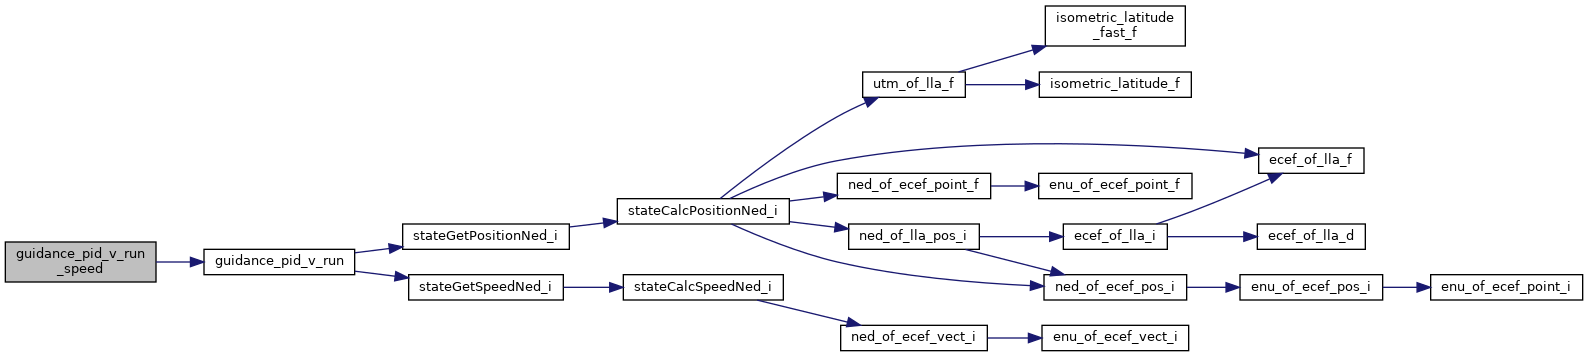 guidance_pid_v_run
_speed
guidance_pid_v_run
stateGetPositionNed_i
stateGetSpeedNed_i
stateCalcPositionNed_i
stateCalcSpeedNed_i
utm_of_lla_f
ned_of_ecef_point_f
ned_of_lla_pos_i
ned_of_ecef_vect_i
isometric_latitude
_fast_f
isometric_latitude_f
enu_of_ecef_point_f
ecef_of_lla_i
ned_of_ecef_pos_i
enu_of_ecef_vect_i
ecef_of_lla_f
ecef_of_lla_d
enu_of_ecef_pos_i
enu_of_ecef_point_i